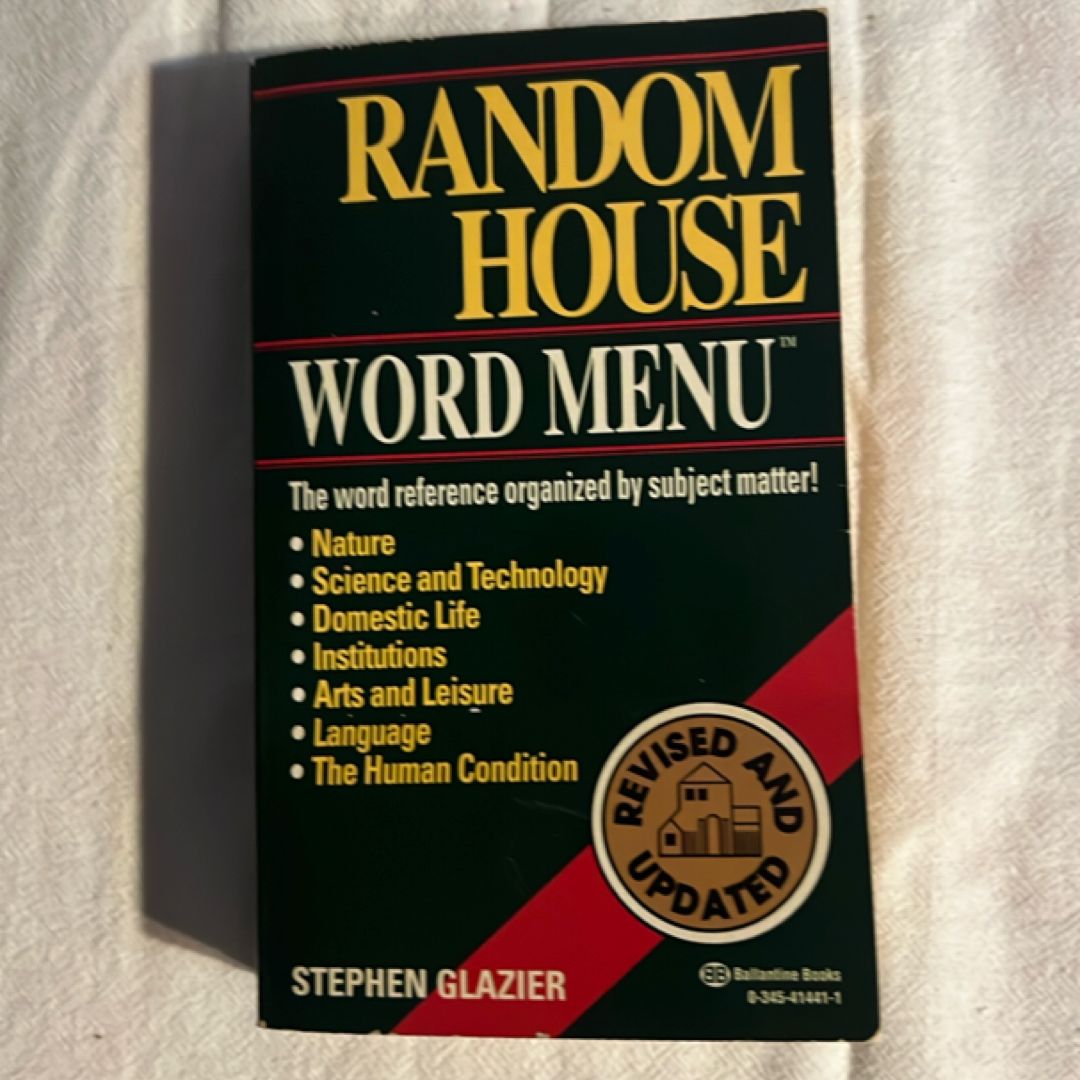 RANDOM
HOUSE
WORD MENU™
The word reference organized by subject matter!
• Nature
• Science and Technology
• Domestic Life
• Institutions
• Arts and Leisure
• Language
• The Human Condition
REVISED AND
UPDATED
STEPHEN GLAZIER
BB Ballantine Books
0-345-41441-1